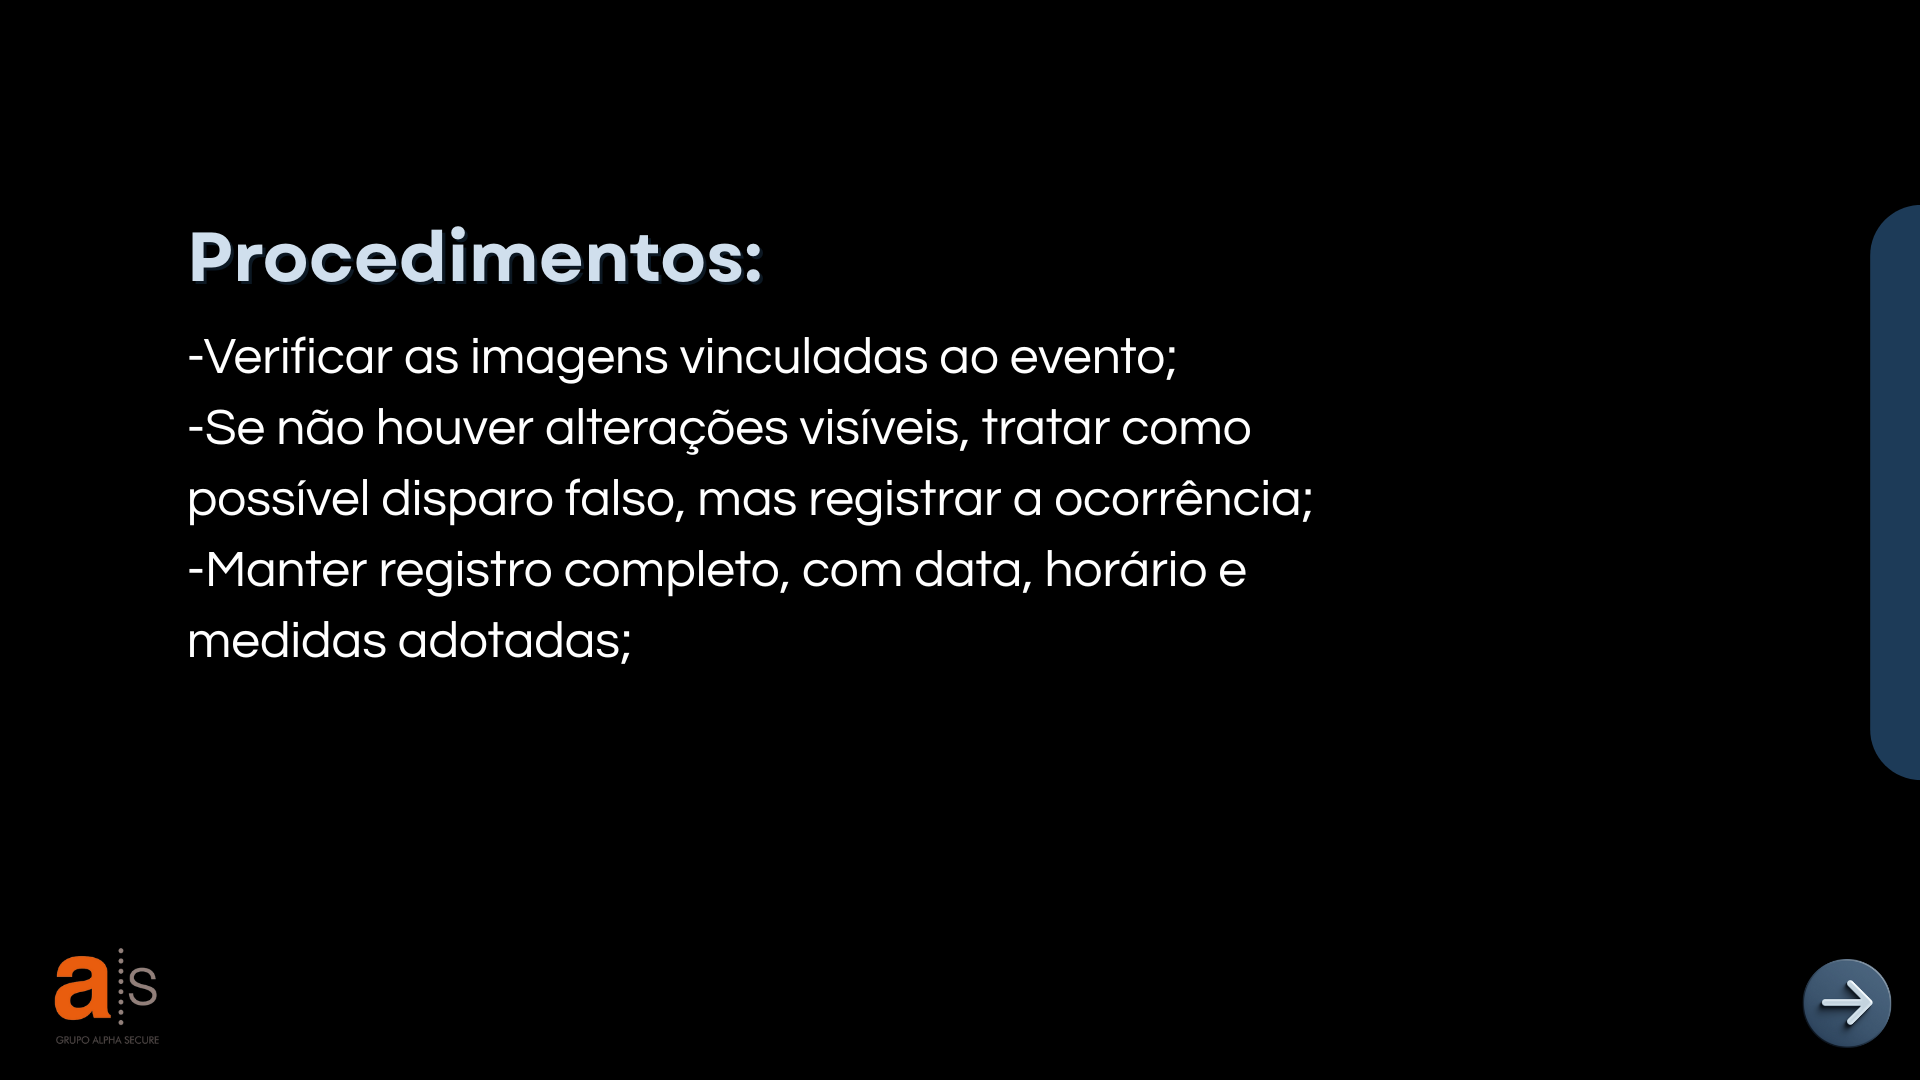 Procedimentos:
-Verificar as imagens vinculadas ao evento;
-Se não houver alterações visíveis, tratar como
possível disparo falso, mas registrar a ocorrência;
-Manter registro completo, com data, horário e
medidas adotadas;
a s
GRUPO ALPHA SECURE